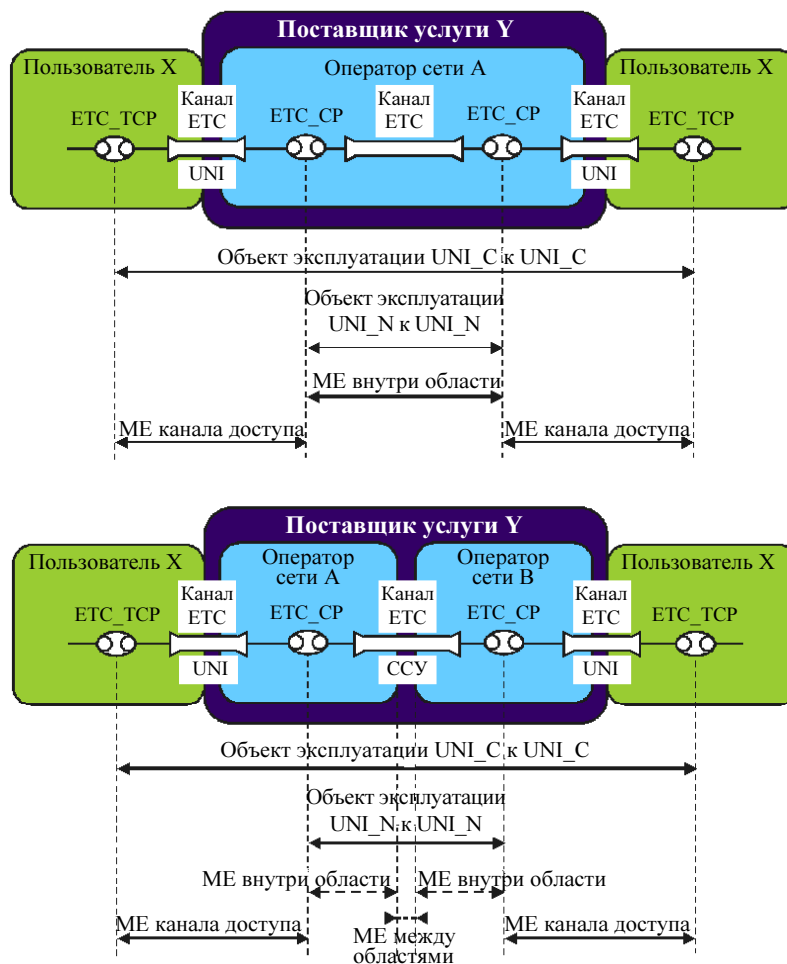 Поставщик услуги Y
Пользователь X
Оператор сети A
Пользователь X
ETC_TCP
Канал
ETC
ETC_CP
Канал
ETC
ETC_CP
Канал
ETC
ETC_TCP
UNI
UNI
Объект эксплуатации UNI_C к UNI_C
Объект эксплуатации
UNI_N к UNI_N
ME внутри области
ME канала доступа
ME канала доступа
Поставщик услуги Y
Пользователь X
Оператор
сети A
Оператор
сети B
Пользователь X
ETC_TCP
Канал
ETC
ETC_CP
Канал
ETC
ETC_CP
Канал
ETC
ETC_TCP
UNI
ССУ
UNI
Объект эксплуатации UNI_C к UNI_C
Объект эксплуатации
UNI_N к UNI_N
ME внутри области
ME внутри области
ME канала доступа
ME между
областями
ME канала доступа